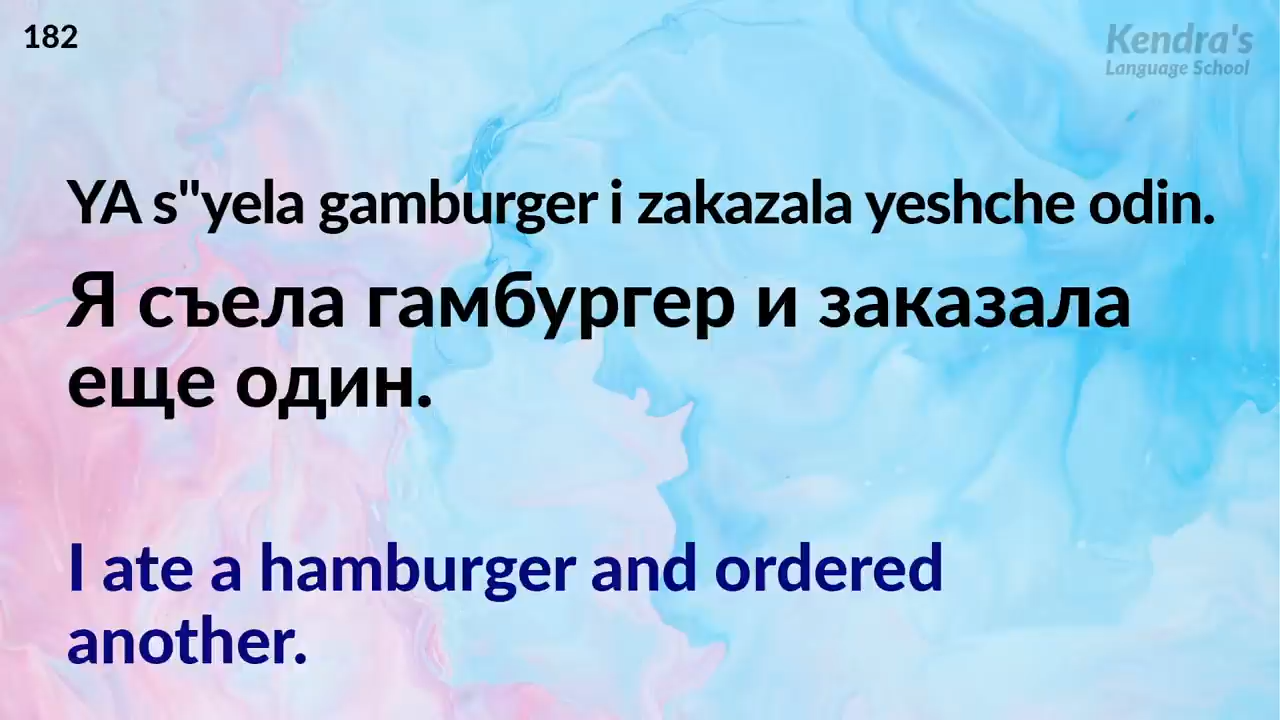 182
Kendra's
Language School
YA s"yela gamburger i zakazala yeshche odin.
Я съела гамбургер и заказала
еще один.
I ate a hamburger and ordered
another.